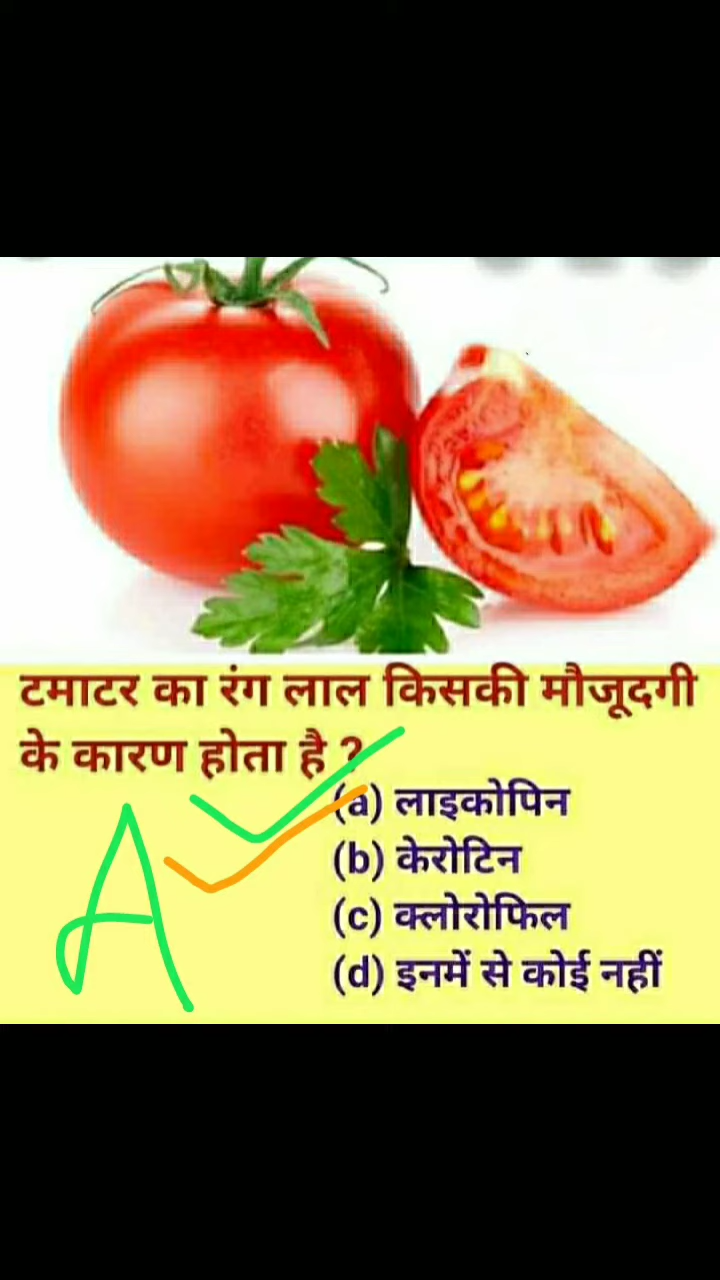 टमाटर का रंग लाल किसकी मौजूदगी
के कारण होता है ?
(a) लाइकोपिन
(b) केरोटिन
(c) क्लोरोफिल
(d) इनमें से कोई नहीं
A